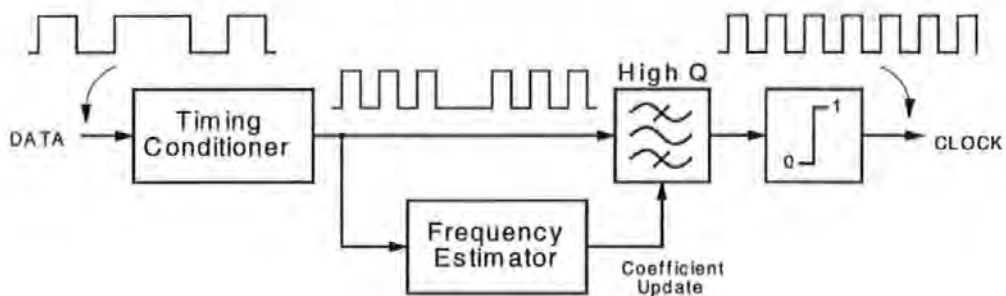 High Q
DATA
Timing
Conditioner
1
0
CLOCK
Frequency
Estimator
Coefficient
Update